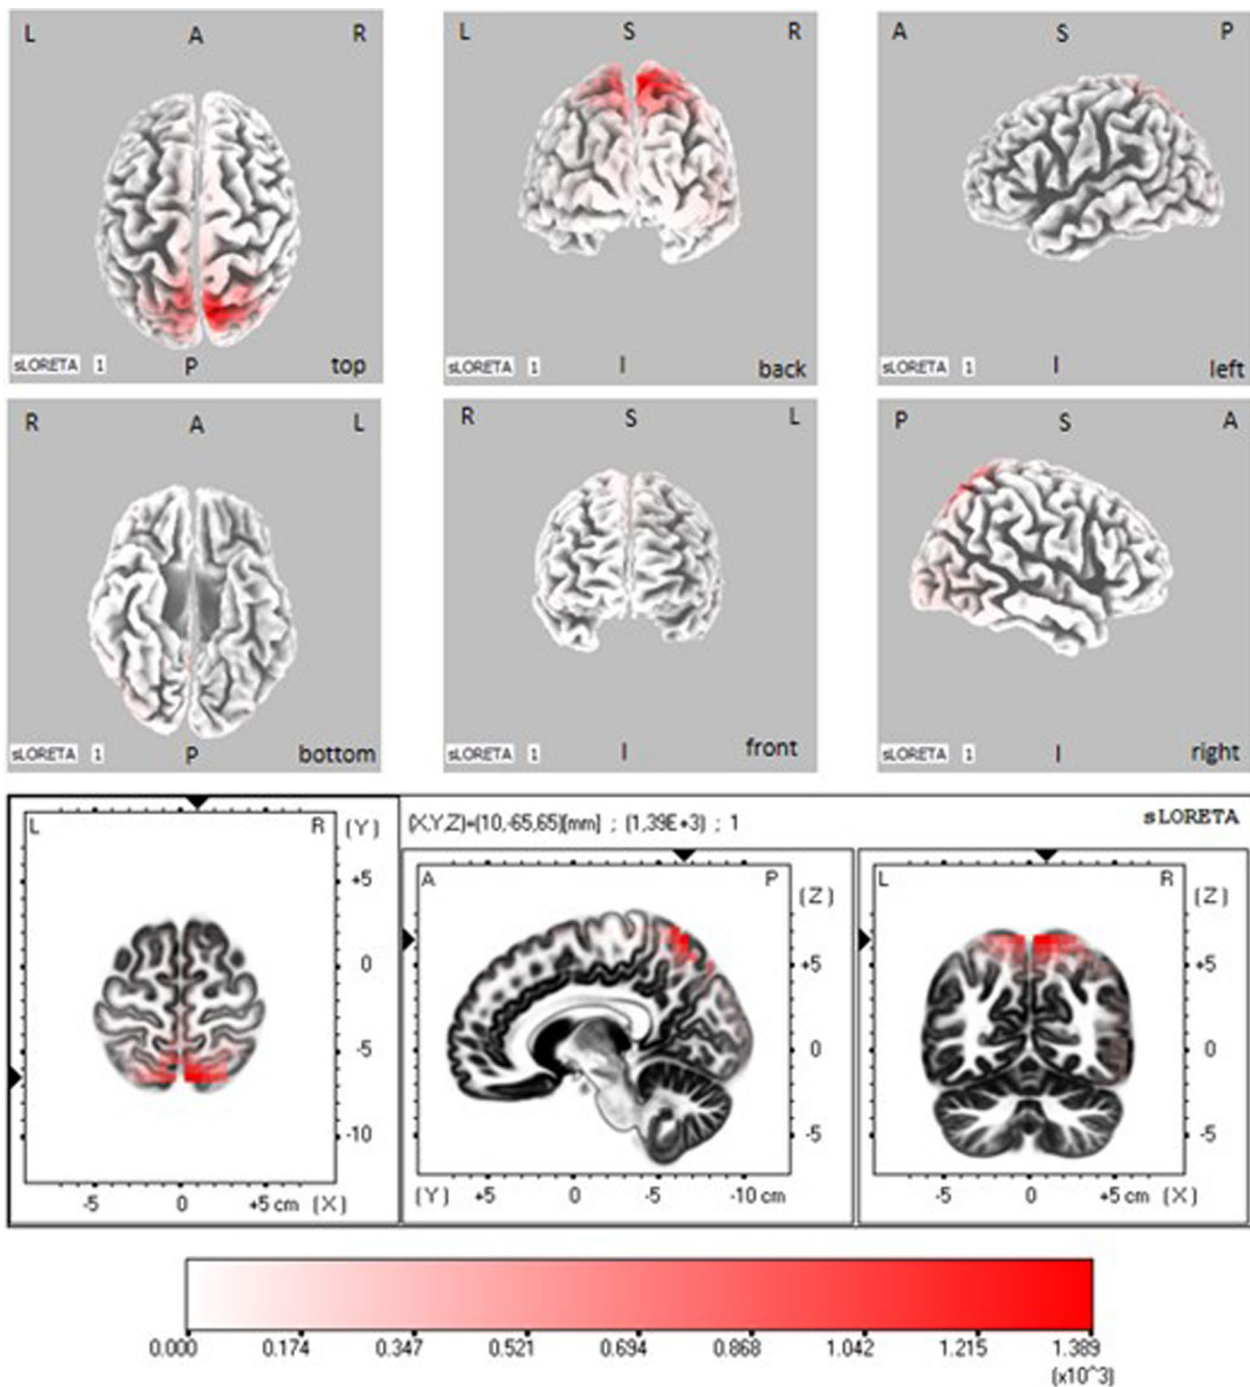 L A R
sLORETA 1 P top
L S R
sLORETA 1 I back
A S P
sLORETA 1 I left
R A L
sLORETA 1 P bottom
R S L
sLORETA 1 I front
P S A
sLORETA 1 I right
(X,Y,Z)=(10,-65,65)[mm] ; (1,39E+3) ; 1 sLORETA
L R (Y)
+5
0
-5
-10
-5 0 +5 cm (X)
A P (Z)
+5
0
-5
(Y) +5 0 -5 -10 cm
L R (Z)
+5
0
-5
-5 0 +5 cm (X)
0.000 0.174 0.347 0.521 0.694 0.868 1.042 1.215 1.389
(x10^3)